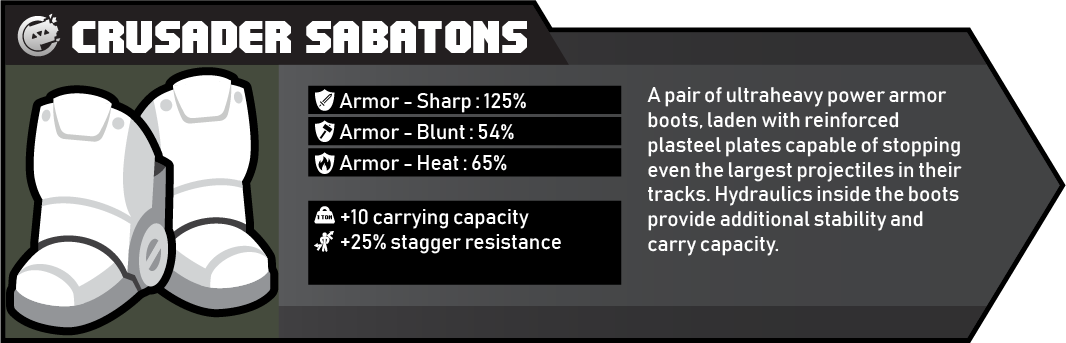 CRUSADER SABATONS
Armor - Sharp : 125%
Armor - Blunt : 54%
Armor - Heat : 65%
1 TON
+10 carrying capacity
+25% stagger resistance
A pair of ultraheavy power armor
boots, laden with reinforced
plasteel plates capable of stopping
even the largest projectiles in their
tracks. Hydraulics inside the boots
provide additional stability and
carry capacity.